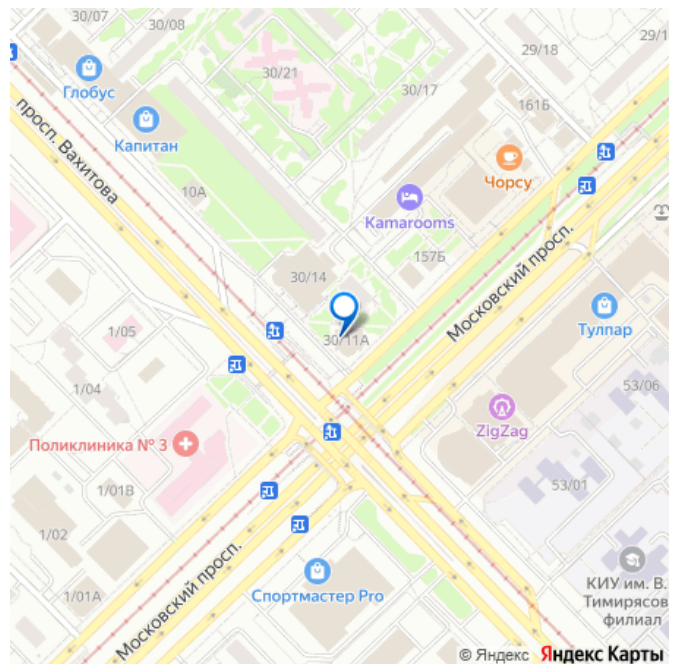 30/07
30/08
29/18
29/1
30/21
30/17
Глобус
161Б
Капитан
просп. Вахитова
Чорсу
10А
Kamarooms
157Б
Московский просп.
30/14
Тулпар
30/11А
1/05
53/06
1/04
ZigZag
Поликлиника № 3
1/01В
53/01
1/02
КИУ им. В.
Тимирясов
филиал
Спортмастер Pro
1/01А
Московский просп.
© Яндекс Яндекс Карты